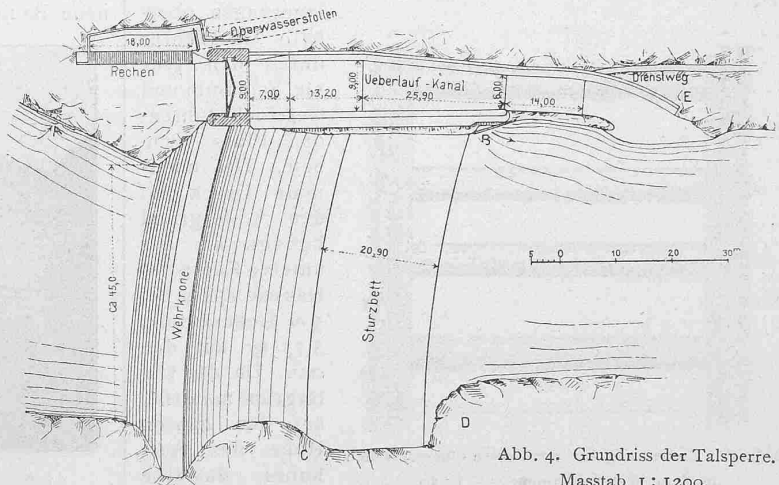 Oberwasserstollen
18,00
Rechen
8,00
7,00
13,20
9,00
Ueberlauf-Kanal
25,90
6,00
14,00
Dienstweg
E
A
B
ca 45,0
Wehrkrone
20,90
Sturzbett
5 0 10 20 30m
C
D
Abb. 4. Grundriss der Talsperre.
Masstab 1:1200.